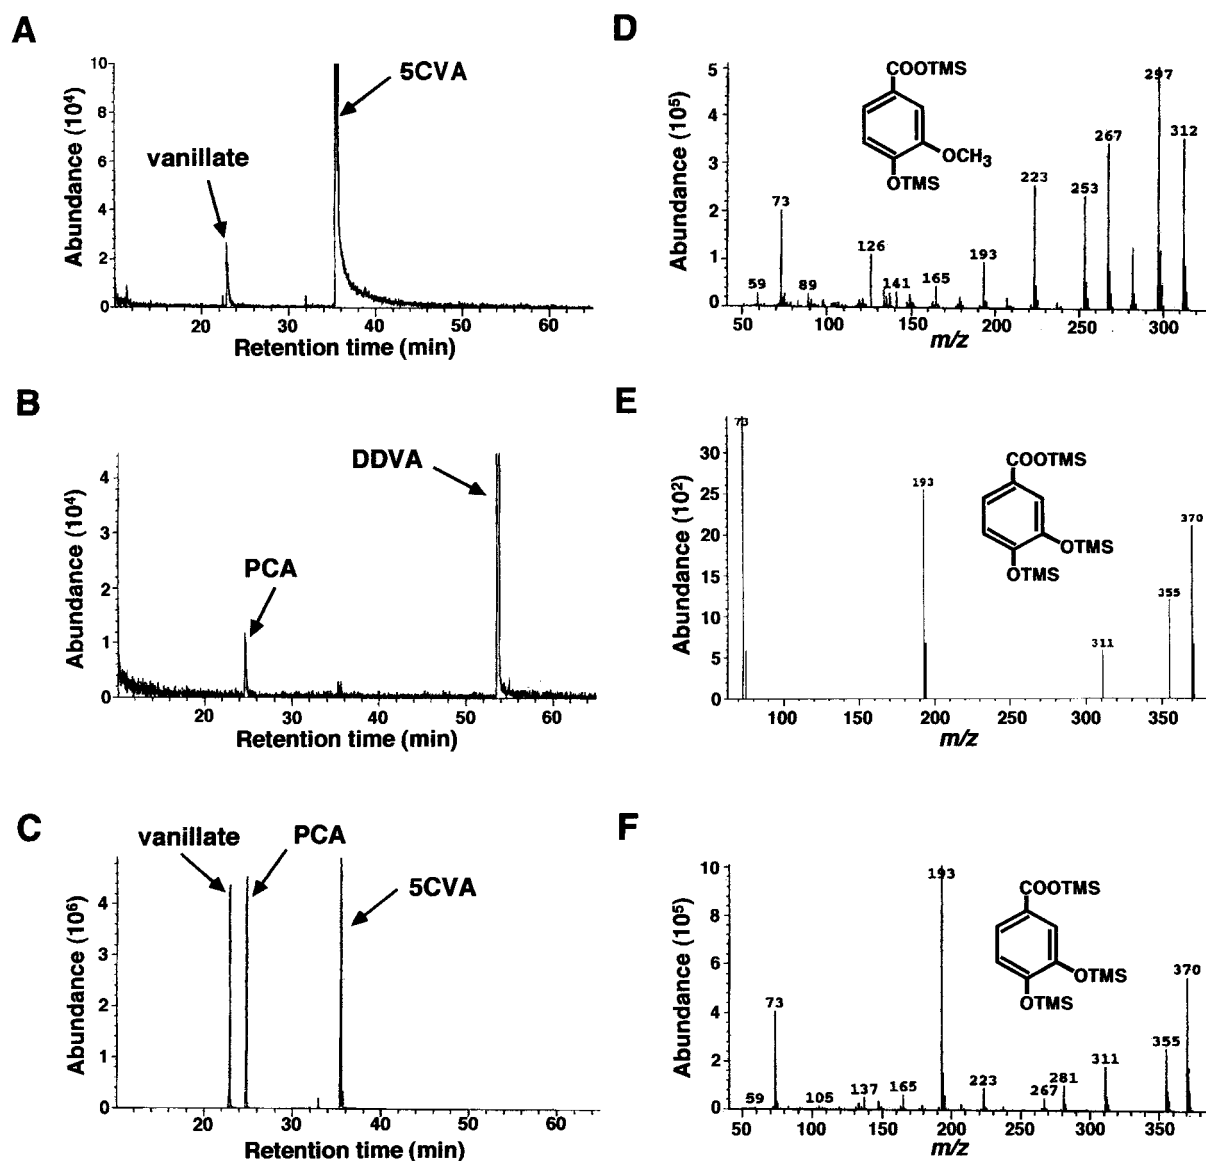 A
Abundance (10⁴)
10
8
6
4
2
0
vanillate
5CVA
20 30 40 50 60
Retention time (min)
B
Abundance (10⁴)
4
3
2
1
0
PCA
DDVA
20 30 40 50 60
Retention time (min)
C
Abundance (10⁶)
4
3
2
1
0
vanillate
PCA
5CVA
20 30 40 50 60
Retention time (min)
D
Abundance (10⁵)
5
4
3
2
1
0
COOTMS
OCH₃
OTMS
59 73 89 126 141 165 193 223 253 267 297 312
50 100 150 200 250 300
m/z
E
Abundance (10²)
30
25
20
15
10
5
0
COOTMS
OTMS
OTMS
73 193 311 355 370
100 150 200 250 300 350
m/z
F
Abundance (10⁵)
10
8
6
4
2
0
COOTMS
OTMS
OTMS
59 73 105 137 165 193 223 267 281 311 355 370
50 100 150 200 250 300 350
m/z